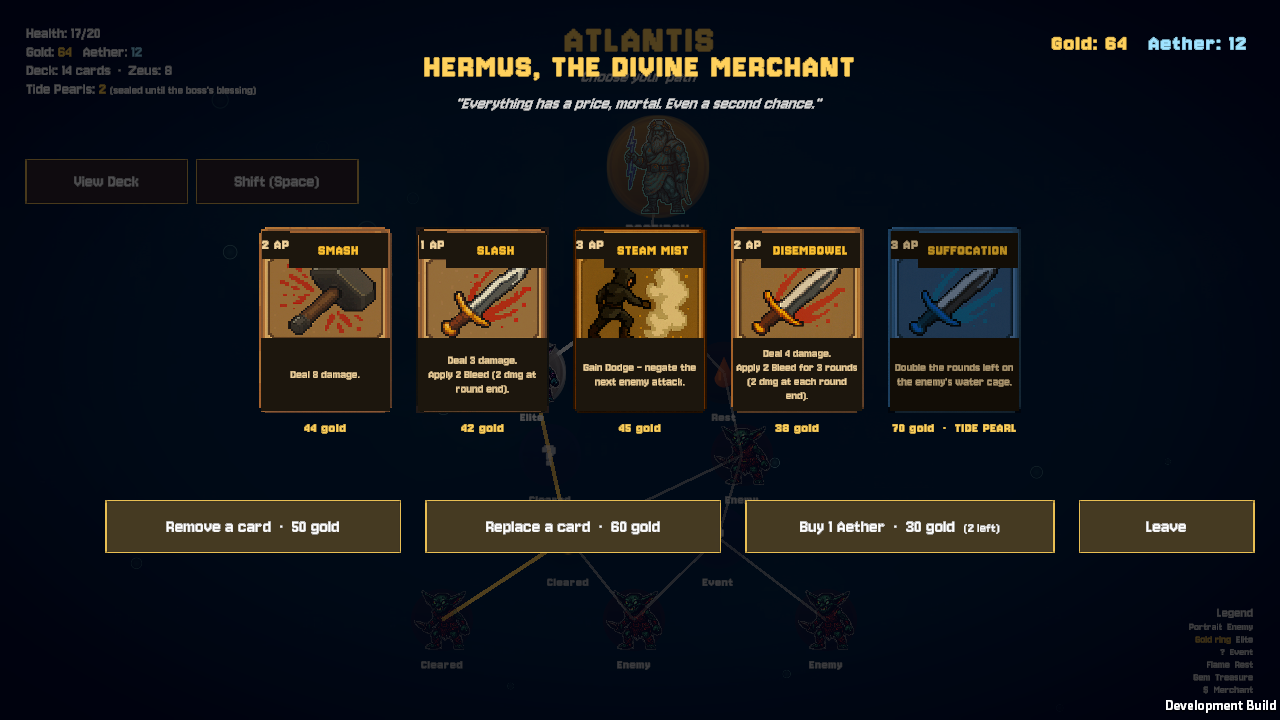 Health: 17/20
Gold: 64 Aether: 12
Deck: 14 cards · Zeus: 8
Tide Pearls: 2 (sealed until the boss's blessing)
ATLANTIS
choose your path
HERMUS, THE DIVINE MERCHANT
"Everything has a price, mortal. Even a second chance."
Gold: 64 Aether: 12
View Deck
Shift (Space)
2 AP SMASH
Deal 8 damage.
44 gold
1 AP SLASH
Deal 3 damage.
Apply 2 Bleed (2 dmg at
round end).
42 gold
3 AP STEAM MIST
Gain Dodge - negate the
next enemy attack.
45 gold
2 AP DISEMBOWEL
Deal 4 damage.
Apply 2 Bleed for 3 rounds
(2 dmg at each round
end).
38 gold
3 AP SUFFOCATION
Double the rounds left on
the enemy's water cage.
70 gold · TIDE PEARL
Elite
Rest
Cleared
Enemy
Remove a card · 50 gold
Replace a card · 60 gold
Buy 1 Aether · 30 gold (2 left)
Leave
Cleared
Event
Cleared
Enemy
Enemy
Legend
Portrait Enemy
Gold ring Elite
? Event
Flame Rest
Gem Treasure
$ Merchant
Development Build